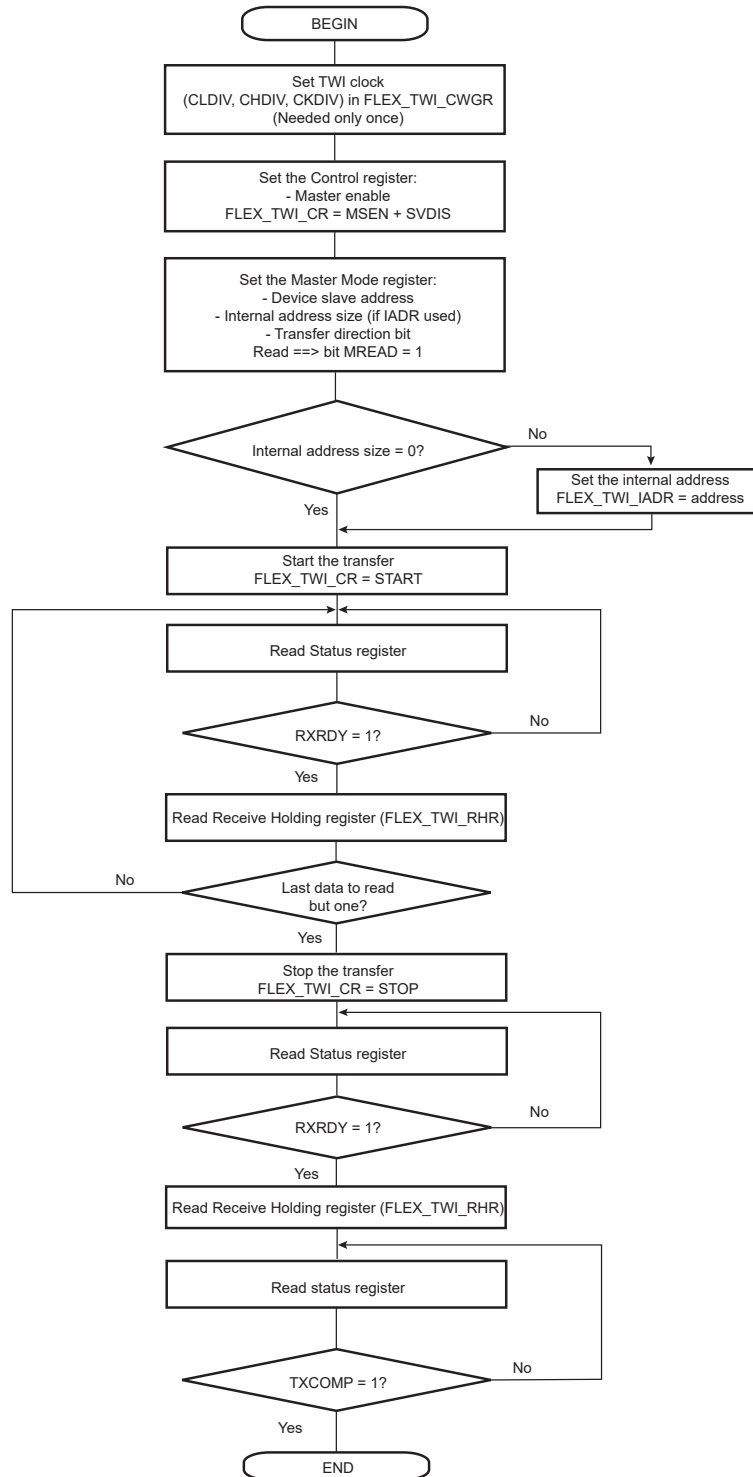 BEGIN
Set TWI clock
(CLDIV, CHDIV, CKDIV) in FLEX_TWI_CWGR
(Needed only once)
Set the Control register:
- Master enable
FLEX_TWI_CR = MSEN + SVDIS
Set the Master Mode register:
- Device slave address
- Internal address size (if IADR used)
- Transfer direction bit
Read ==> bit MREAD = 1
Internal address size = 0?
No
Set the internal address
FLEX_TWI_IADR = address
Yes
Start the transfer
FLEX_TWI_CR = START
Read Status register
RXRDY = 1?
No
Yes
Read Receive Holding register (FLEX_TWI_RHR)
No
Last data to read
but one?
Yes
Stop the transfer
FLEX_TWI_CR = STOP
Read Status register
No
RXRDY = 1?
Yes
Read Receive Holding register (FLEX_TWI_RHR)
Read status register
No
TXCOMP = 1?
Yes
END